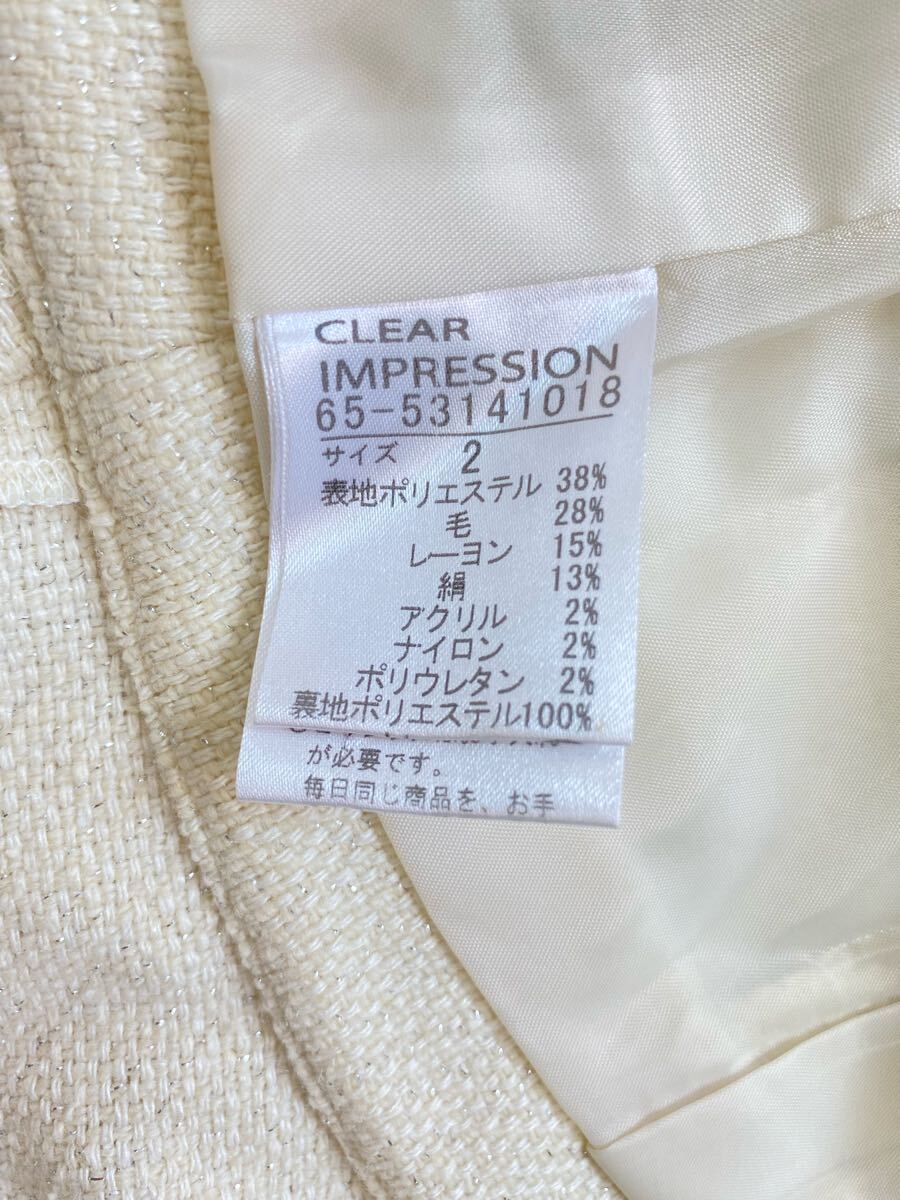 CLEAR
IMPRESSION
65-53141018
サイズ 2
表地ポリエステル 38%
毛 28%
レーヨン 15%
絹 13%
アクリル 2%
ナイロン 2%
ポリウレタン 2%
裏地ポリエステル100%
が必要です。
毎日同じ商品を、お手